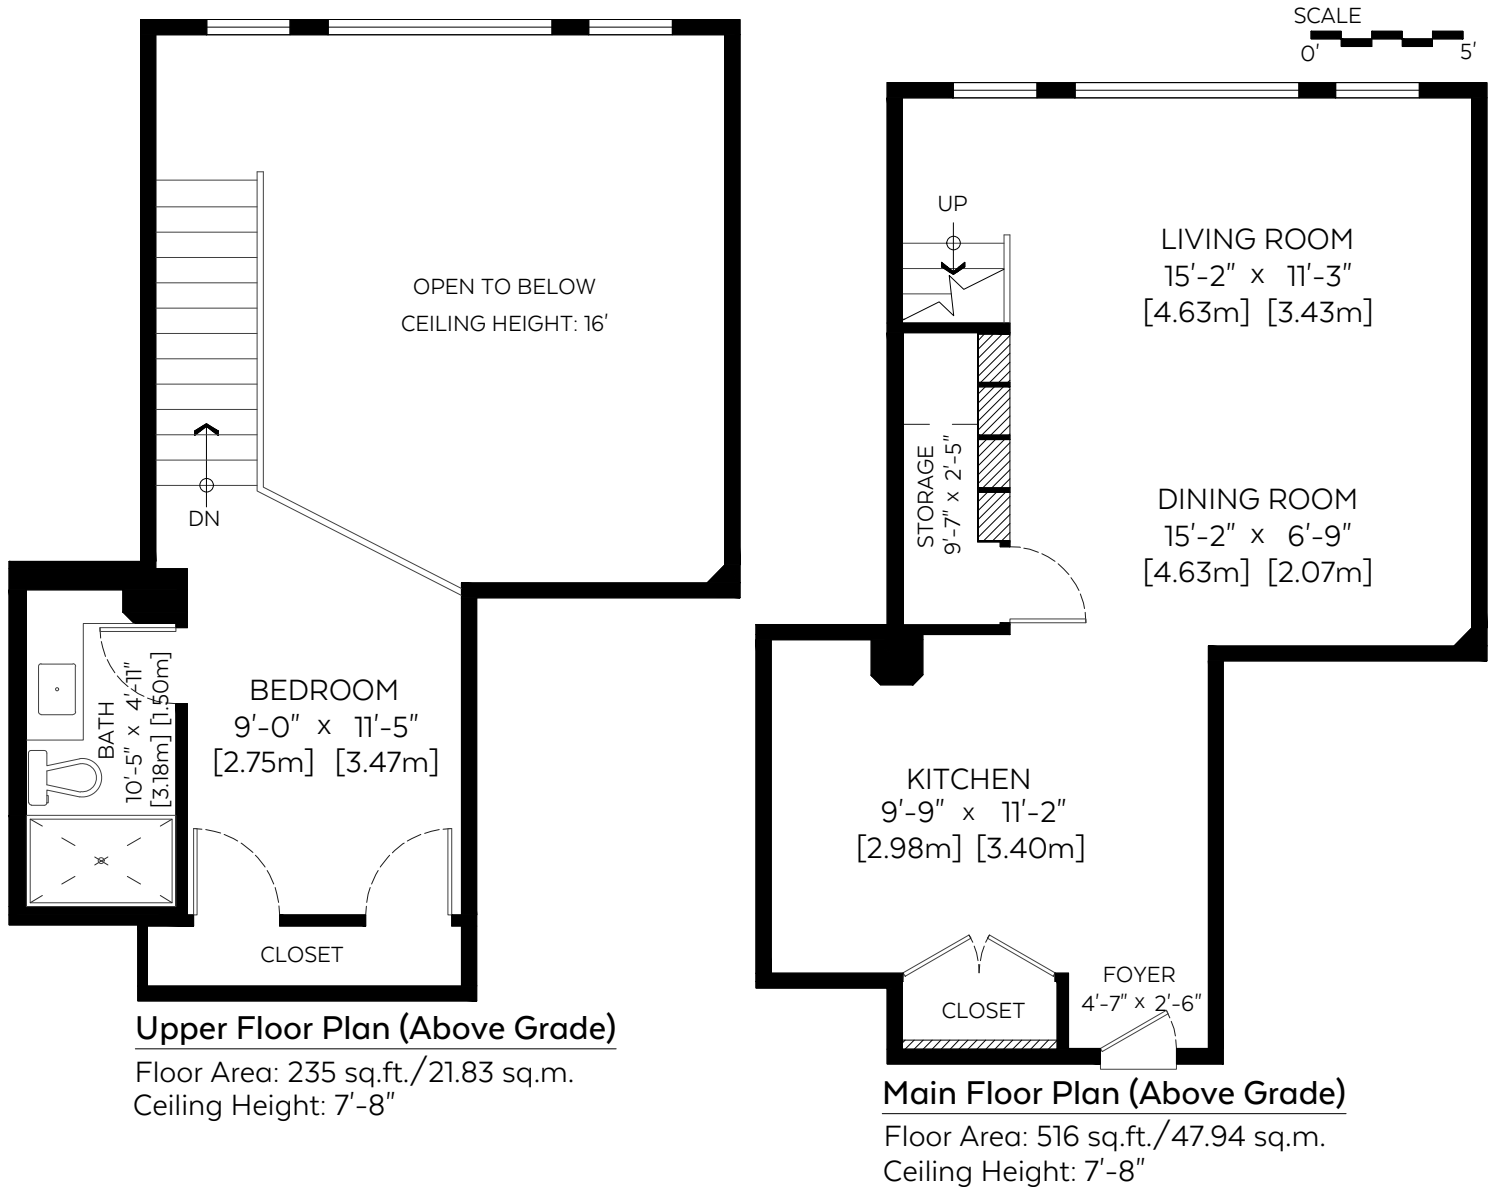 SCALE
0' 5'
OPEN TO BELOW
CEILING HEIGHT: 16'
DN
BATH
10'-5" x 4'-11"
[3.18m] [1.50m]
BEDROOM
9'-0" x 11'-5"
[2.75m] [3.47m]
CLOSET
Upper Floor Plan (Above Grade)
Floor Area: 235 sq.ft./21.83 sq.m.
Ceiling Height: 7'-8"
UP
LIVING ROOM
15'-2" x 11'-3"
[4.63m] [3.43m]
STORAGE
9'-7" x 2'-5"
DINING ROOM
15'-2" x 6'-9"
[4.63m] [2.07m]
KITCHEN
9'-9" x 11'-2"
[2.98m] [3.40m]
FOYER
4'-7" x 2'-6"
CLOSET
Main Floor Plan (Above Grade)
Floor Area: 516 sq.ft./47.94 sq.m.
Ceiling Height: 7'-8"